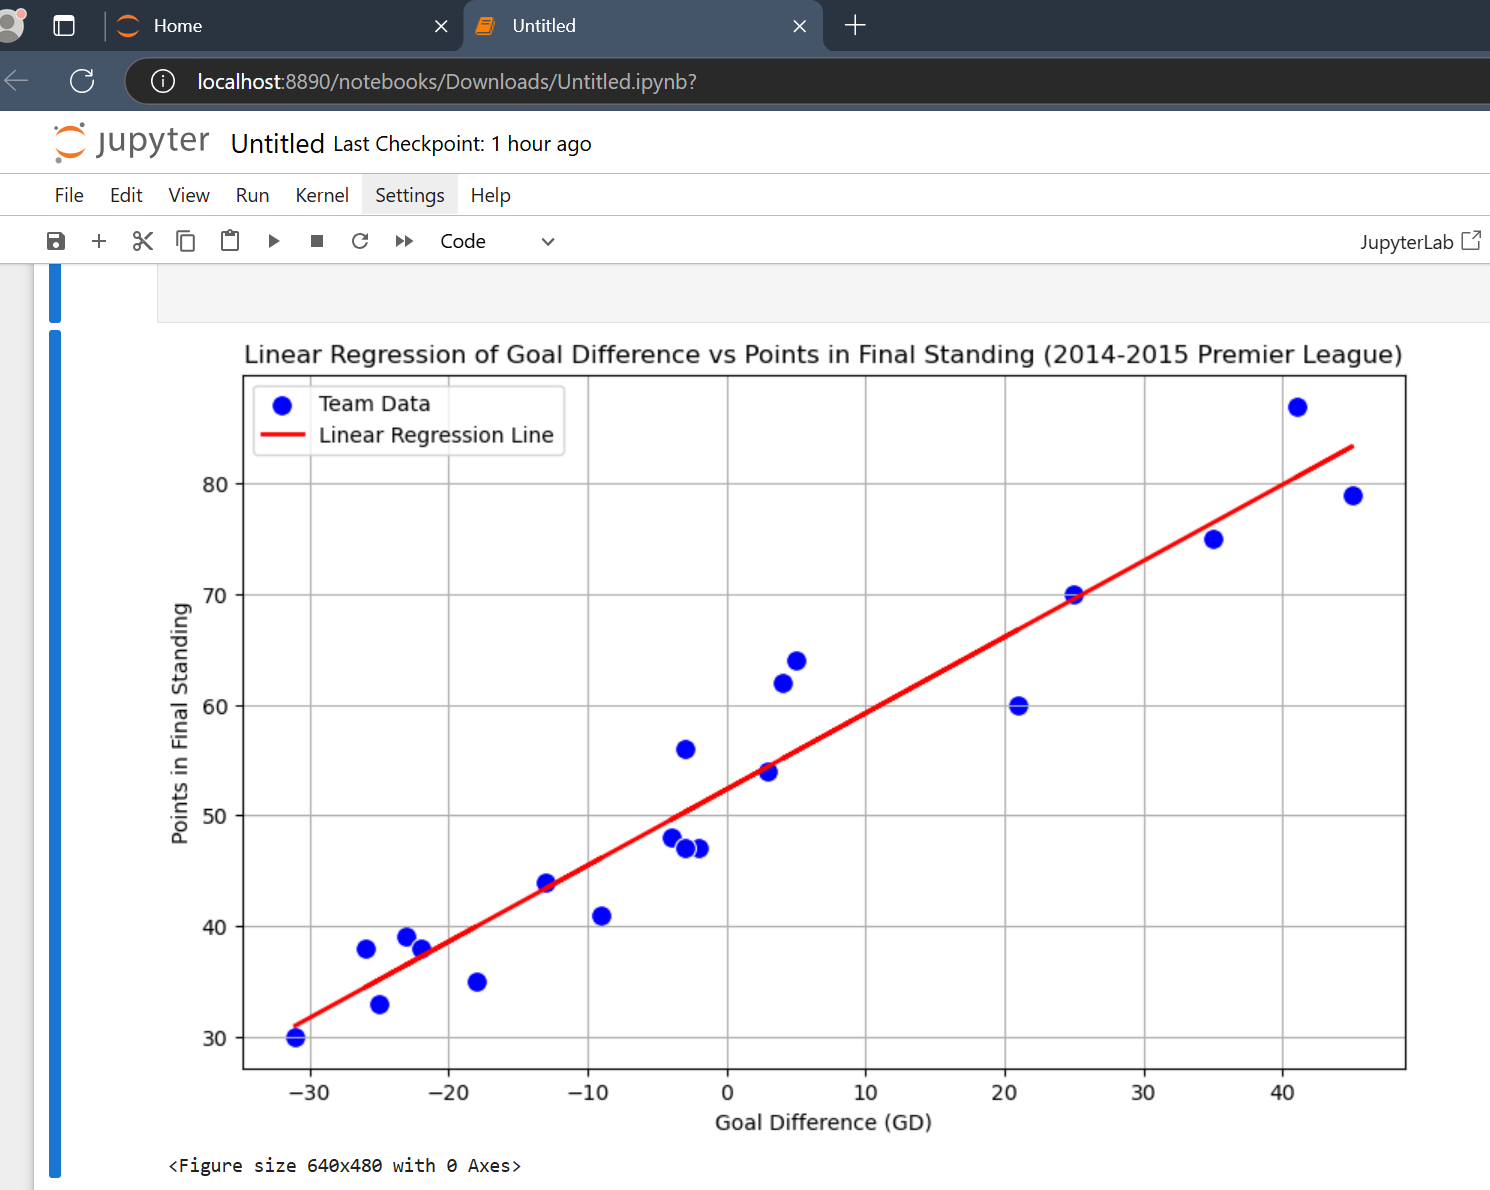 Home
Untitled
localhost:8890/notebooks/Downloads/Untitled.ipynb?
jupyter Untitled Last Checkpoint: 1 hour ago
File Edit View Run Kernel Settings Help
Code
JupyterLab
Linear Regression of Goal Difference vs Points in Final Standing (2014-2015 Premier League)
Team Data
Linear Regression Line
80
70
60
50
40
30
Points in Final Standing
−30 −20 −10 0 10 20 30 40
Goal Difference (GD)
<Figure size 640x480 with 0 Axes>